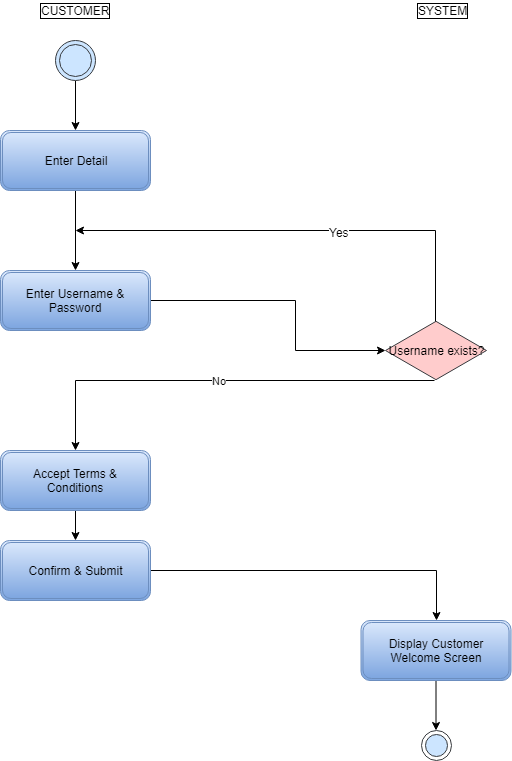 CUSTOMER
SYSTEM
Enter Detail
Yes
Enter Username &
Password
Username exists?
No
Accept Terms &
Conditions
Confirm & Submit
Display Customer
Welcome Screen